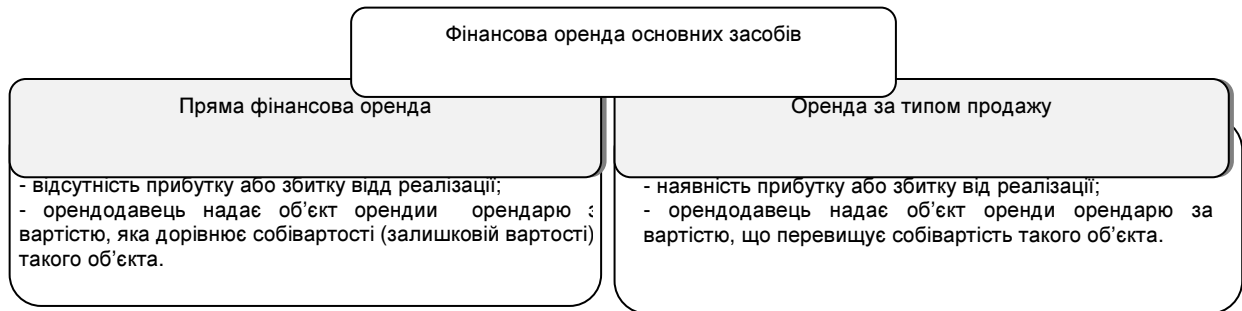 Фінансова оренда основних засобів
Пряма фінансова оренда
Оренда за типом продажу
- відсутність прибутку або збитку відд реалізації;
- орендодавець надає об’єкт орендии орендарю з
вартістю, яка дорівнює собівартості (залишковій вартості)
такого об’єкта.
- наявність прибутку або збитку від реалізації;
- орендодавець надає об’єкт оренди орендарю за
вартістю, що перевищує собівартість такого об’єкта.